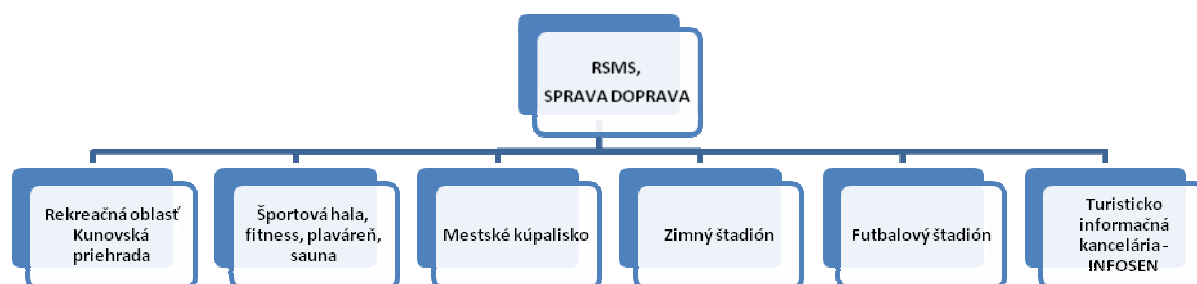 RSMS,
SPRAVA DOPRAVA
Rekreačná oblasť
Kunovská
priehrada
Športová hala,
fitness, plaváreň,
sauna
Mestské kúpalisko
Zimný štadión
Futbalový štadión
Turisticko
informačná
kancelária -
INFOSEN